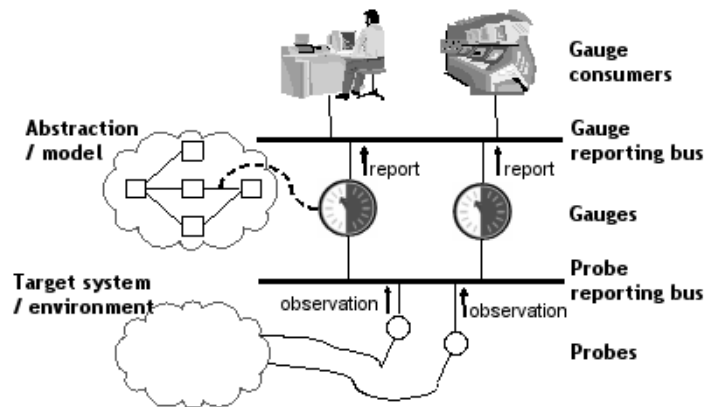 Gauge
consumers
Abstraction
/ model
Gauge
reporting bus
report
report
Gauges
Target system
/ environment
Probe
reporting bus
observation
observation
Probes